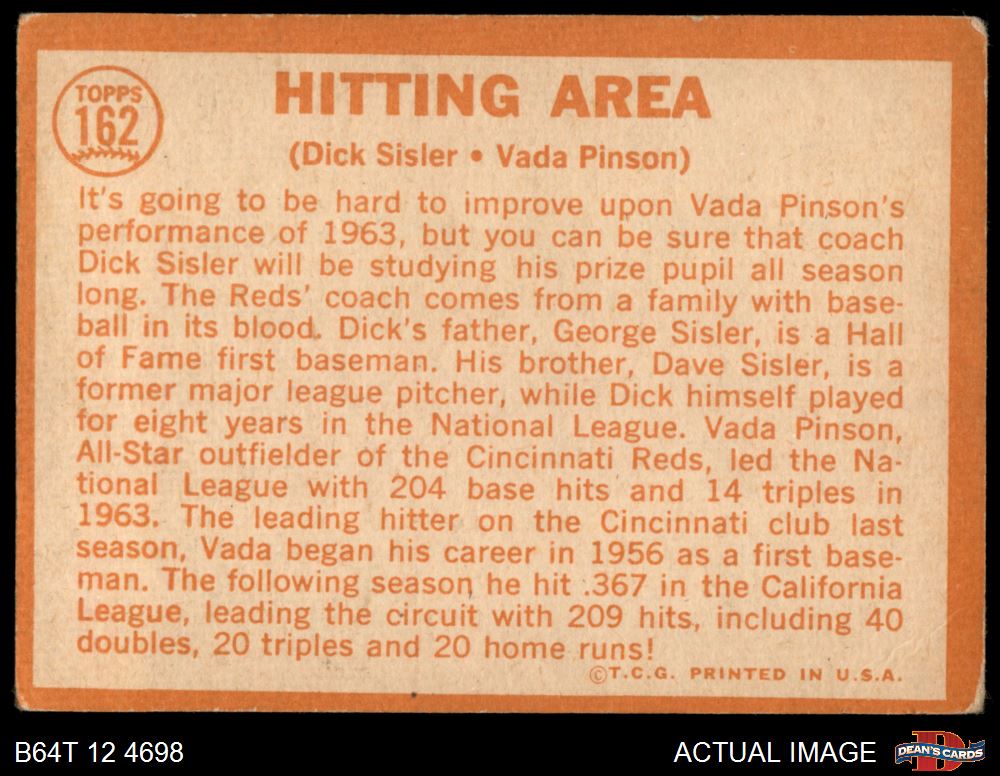 TOPPS
162
HITTING AREA
(Dick Sisler • Vada Pinson)
It's going to be hard to improve upon Vada Pinson's
performance of 1963, but you can be sure that coach
Dick Sisler will be studying his prize pupil all season
long. The Reds' coach comes from a family with base-
ball in its blood. Dick's father, George Sisler, is a Hall
of Fame first baseman. His brother, Dave Sisler, is a
former major league pitcher, while Dick himself played
for eight years in the National League. Vada Pinson,
All-Star outfielder of the Cincinnati Reds, led the Na-
tional League with 204 base hits and 14 triples in
1963. The leading hitter on the Cincinnati club last
season, Vada began his career in 1956 as a first base-
man. The following season he hit .367 in the California
League, leading the circuit with 209 hits, including 40
doubles, 20 triples and 20 home runs!
©T.C.G. PRINTED IN U.S.A.
B64T 12 4698
ACTUAL IMAGE
DEAN'S CARDS